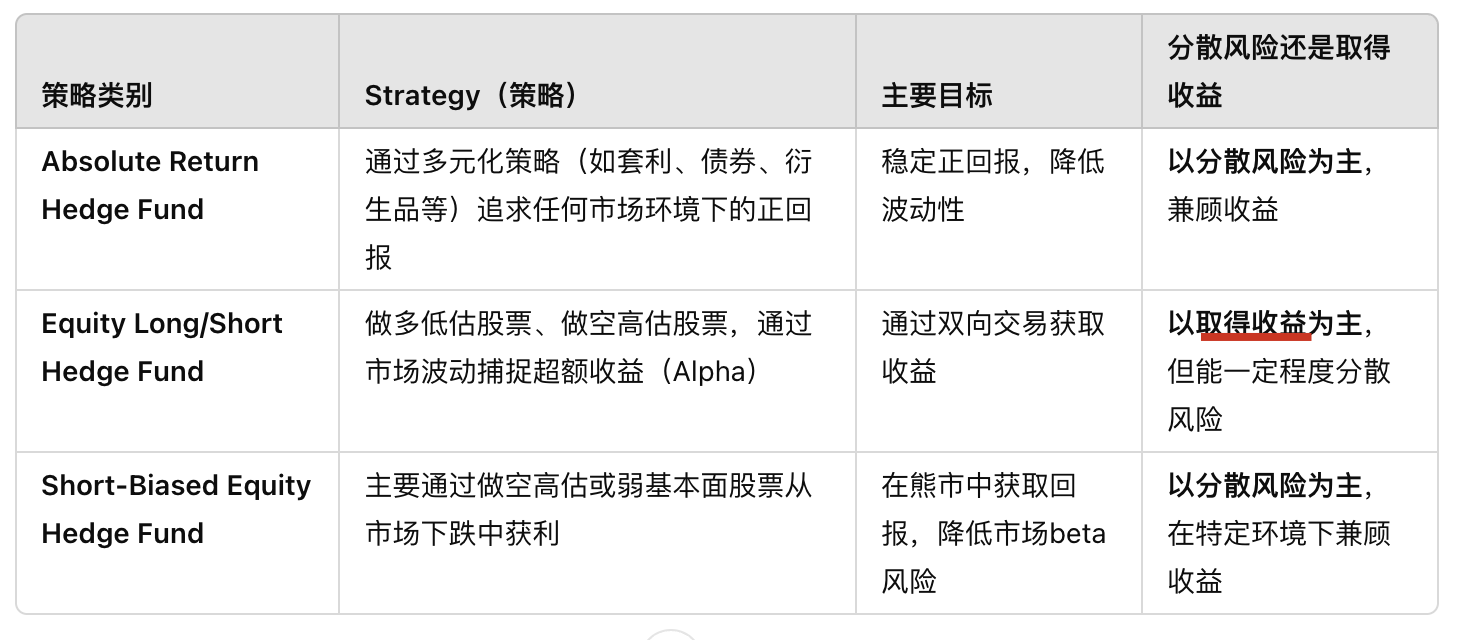 策略类别
Strategy（策略）
主要目标
分散风险还是取得
收益
Absolute Return
Hedge Fund
通过多元化策略（如套利、债券、衍
生品等）追求任何市场环境下的正回
报
稳定正回报，降低
波动性
以分散风险为主，
兼顾收益
Equity Long/Short
Hedge Fund
做多低估股票、做空高估股票，通过
市场波动捕捉超额收益（Alpha）
通过双向交易获取
收益
以取得收益为主，
但能一定程度分散
风险
Short-Biased Equity
Hedge Fund
主要通过做空高估或弱基本面股票从
市场下跌中获利
在熊市中获取回
报，降低市场beta
风险
以分散风险为主，
在特定环境下兼顾
收益